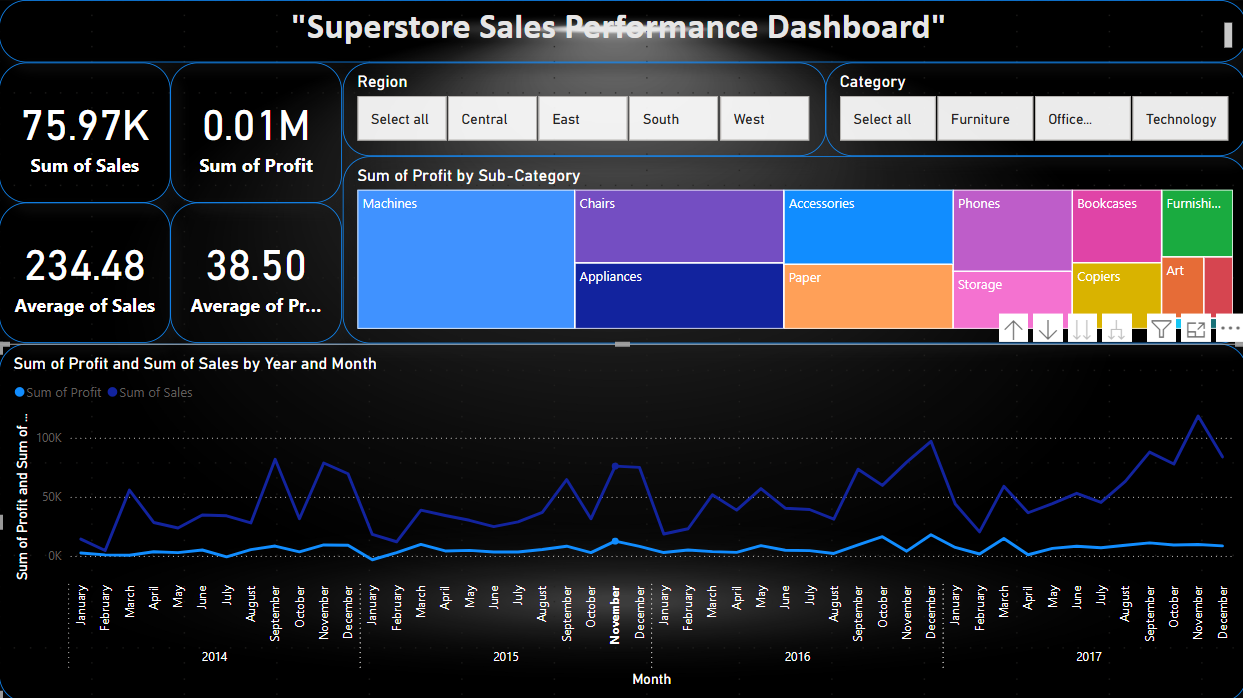 "Superstore Sales Performance Dashboard"
75.97K
Sum of Sales
0.01M
Sum of Profit
234.48
Average of Sales
38.50
Average of Pr...
Region
Select all
Central
East
South
West
Category
Select all
Furniture
Office...
Technology
Sum of Profit by Sub-Category
Machines
Chairs
Appliances
Accessories
Paper
Phones
Storage
Bookcases
Copiers
Furnishi...
Art
Sum of Profit and Sum of Sales by Year and Month
Sum of Profit
Sum of Sales
Sum of Profit and Sum of ...
100K
50K
0K
January
February
March
April
May
June
July
August
September
October
November
December
January
February
March
April
May
June
July
August
September
October
November
December
January
February
March
April
May
June
July
August
September
October
November
December
January
February
March
April
May
June
July
August
September
October
November
December
2014
2015
2016
2017
Month